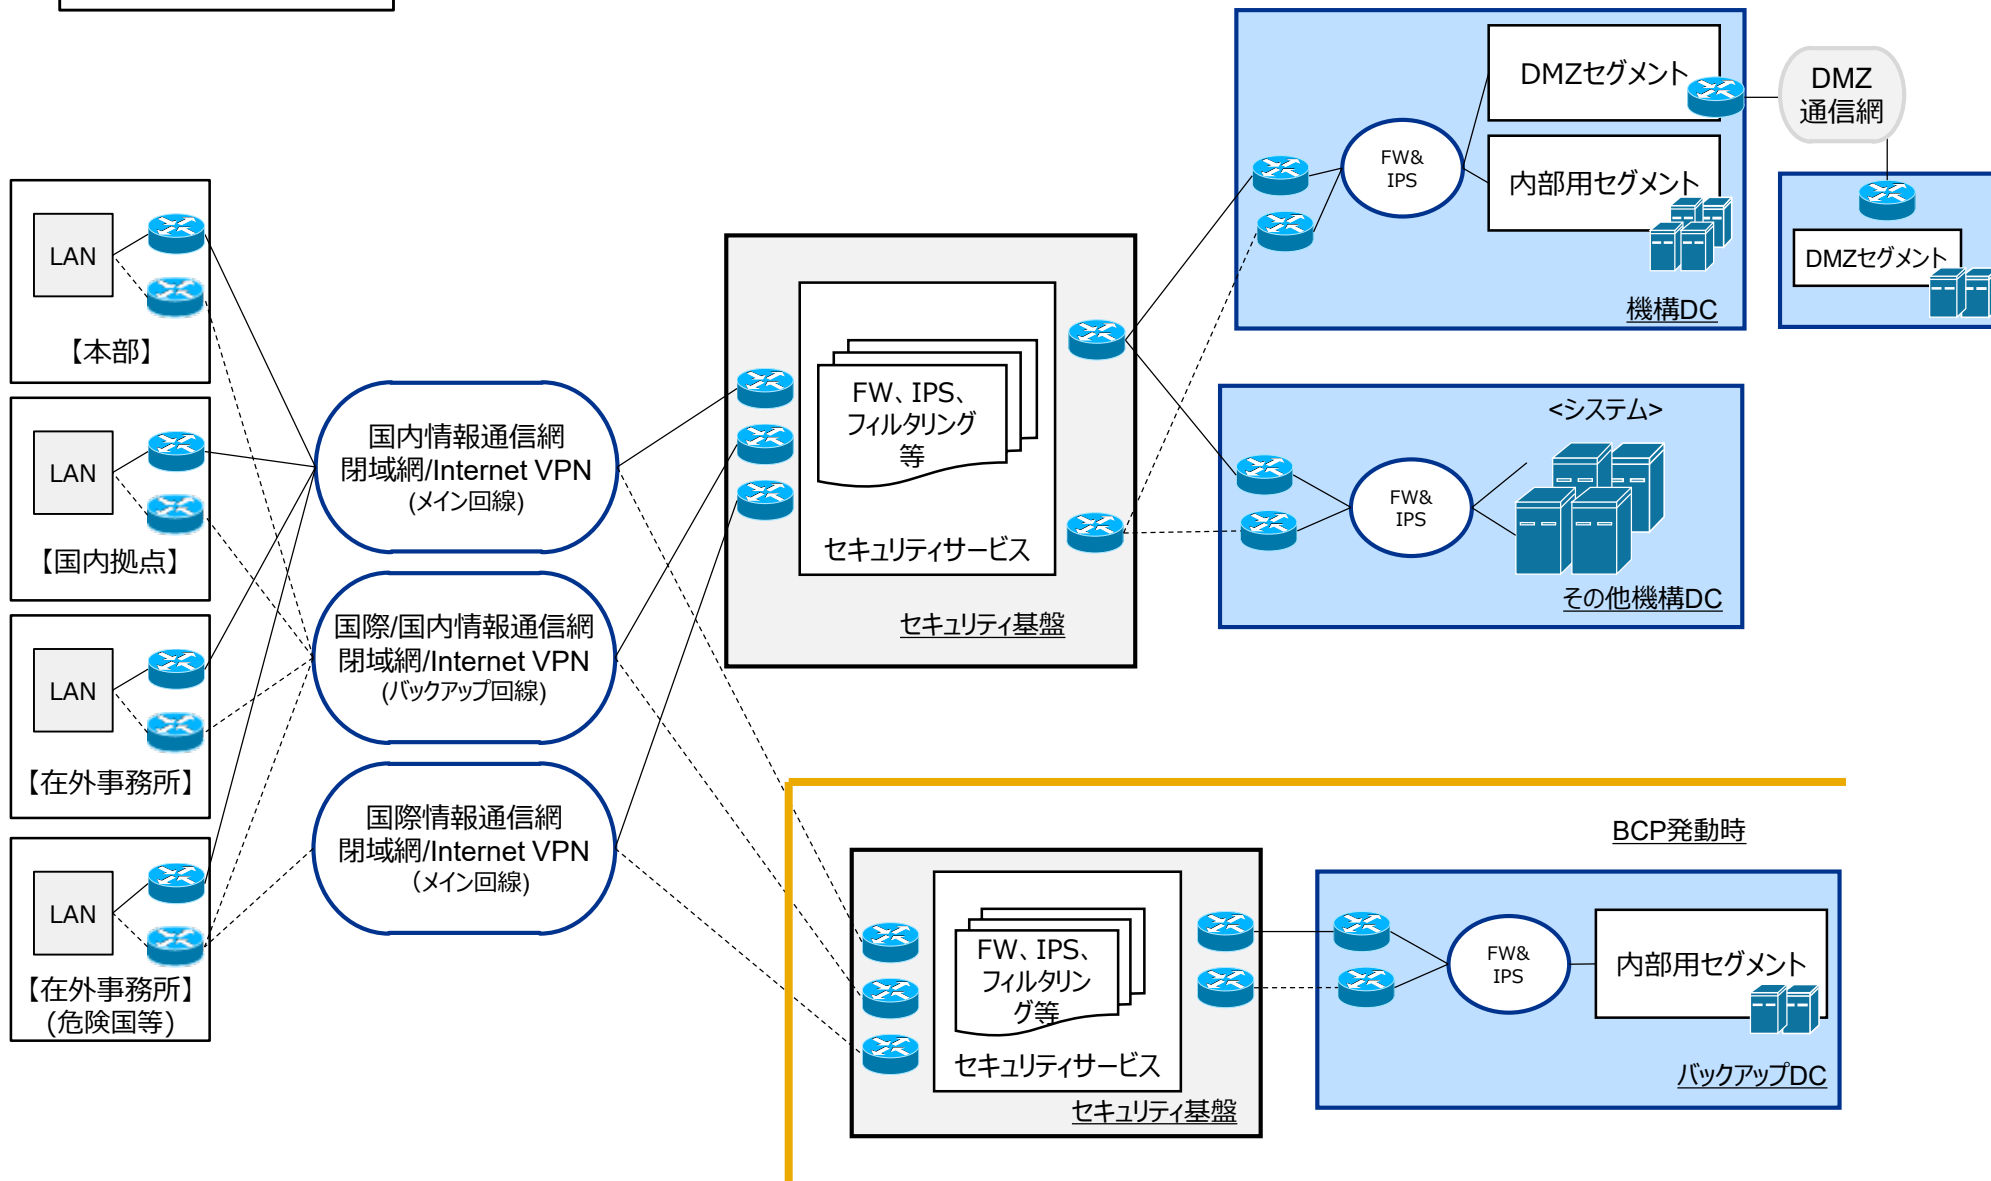 LAN
【本部】
LAN
【国内拠点】
LAN
【在外事務所】
LAN
【在外事務所】
(危険国等)
国内情報通信網
閉域網/Internet VPN
(メイン回線)
国際/国内情報通信網
閉域網/Internet VPN
(バックアップ回線)
国際情報通信網
閉域網/Internet VPN
(メイン回線)
FW、IPS、
フィルタリング
等
セキュリティサービス
セキュリティ基盤
FW&
IPS
DMZセグメント
内部用セグメント
機構DC
DMZ
通信網
DMZセグメント
<システム>
FW&
IPS
その他機構DC
BCP発動時
FW、IPS、
フィルタリン
グ等
セキュリティサービス
セキュリティ基盤
FW&
IPS
内部用セグメント
バックアップDC